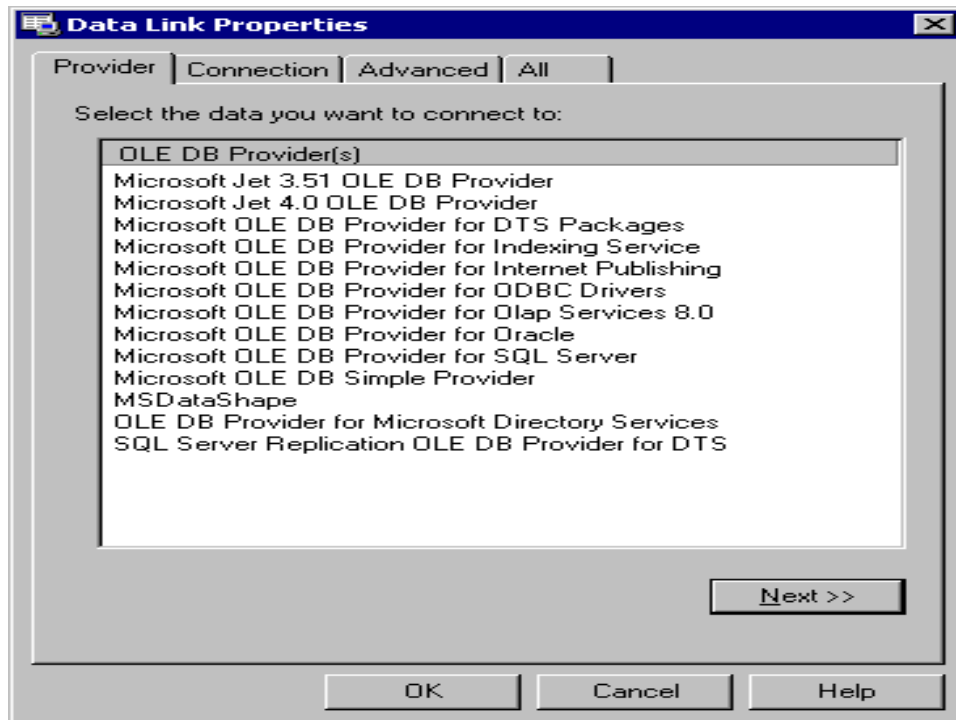 Data Link Properties
Provider Connection Advanced All
Select the data you want to connect to:
OLE DB Provider(s)
Microsoft Jet 3.51 OLE DB Provider
Microsoft Jet 4.0 OLE DB Provider
Microsoft OLE DB Provider for DTS Packages
Microsoft OLE DB Provider for Indexing Service
Microsoft OLE DB Provider for Internet Publishing
Microsoft OLE DB Provider for ODBC Drivers
Microsoft OLE DB Provider for Olap Services 8.0
Microsoft OLE DB Provider for Oracle
Microsoft OLE DB Provider for SQL Server
Microsoft OLE DB Simple Provider
MSDataShape
OLE DB Provider for Microsoft Directory Services
SQL Server Replication OLE DB Provider for DTS
Next >>
OK Cancel Help